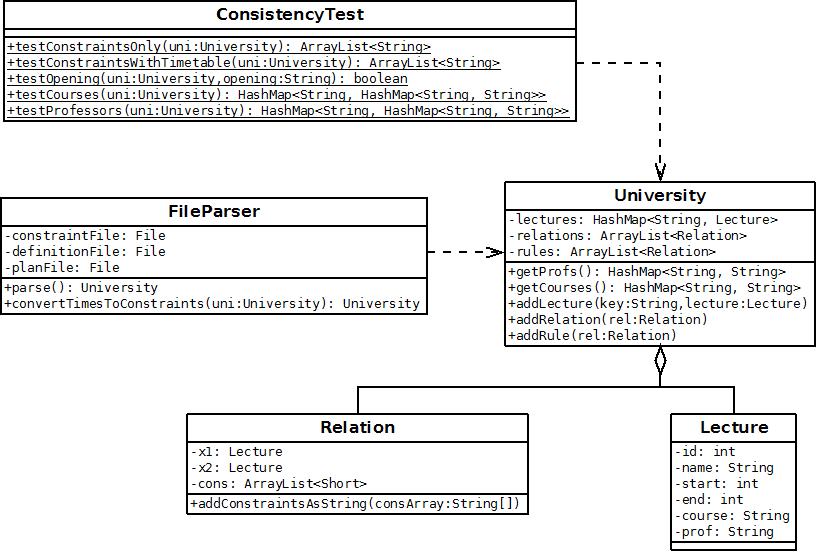 ConsistencyTest
+testConstraintsOnly(uni:University): ArrayList<String>
+testConstraintsWithTimetable(uni:University): ArrayList<String>
+testOpening(uni:University,opening:String): boolean
+testCourses(uni:University): HashMap<String, HashMap<String, String>>
+testProfessors(uni:University): HashMap<String, HashMap<String, String>>
University
-lectures: HashMap<String, Lecture>
-relations: ArrayList<Relation>
-rules: ArrayList<Relation>
+getProfs(): HashMap<String, String>
+getCourses(): HashMap<String, String>
+addLecture(key:String,lecture:Lecture)
+addRelation(rel:Relation)
+addRule(rel:Relation)
FileParser
-constraintFile: File
-definitionFile: File
-planFile: File
+parse(): University
+convertTimesToConstraints(uni:University): University
Relation
-x1: Lecture
-x2: Lecture
-cons: ArrayList<Short>
+addConstraintsAsString(consArray:String[])
Lecture
-id: int
-name: String
-start: int
-end: int
-course: String
-prof: String